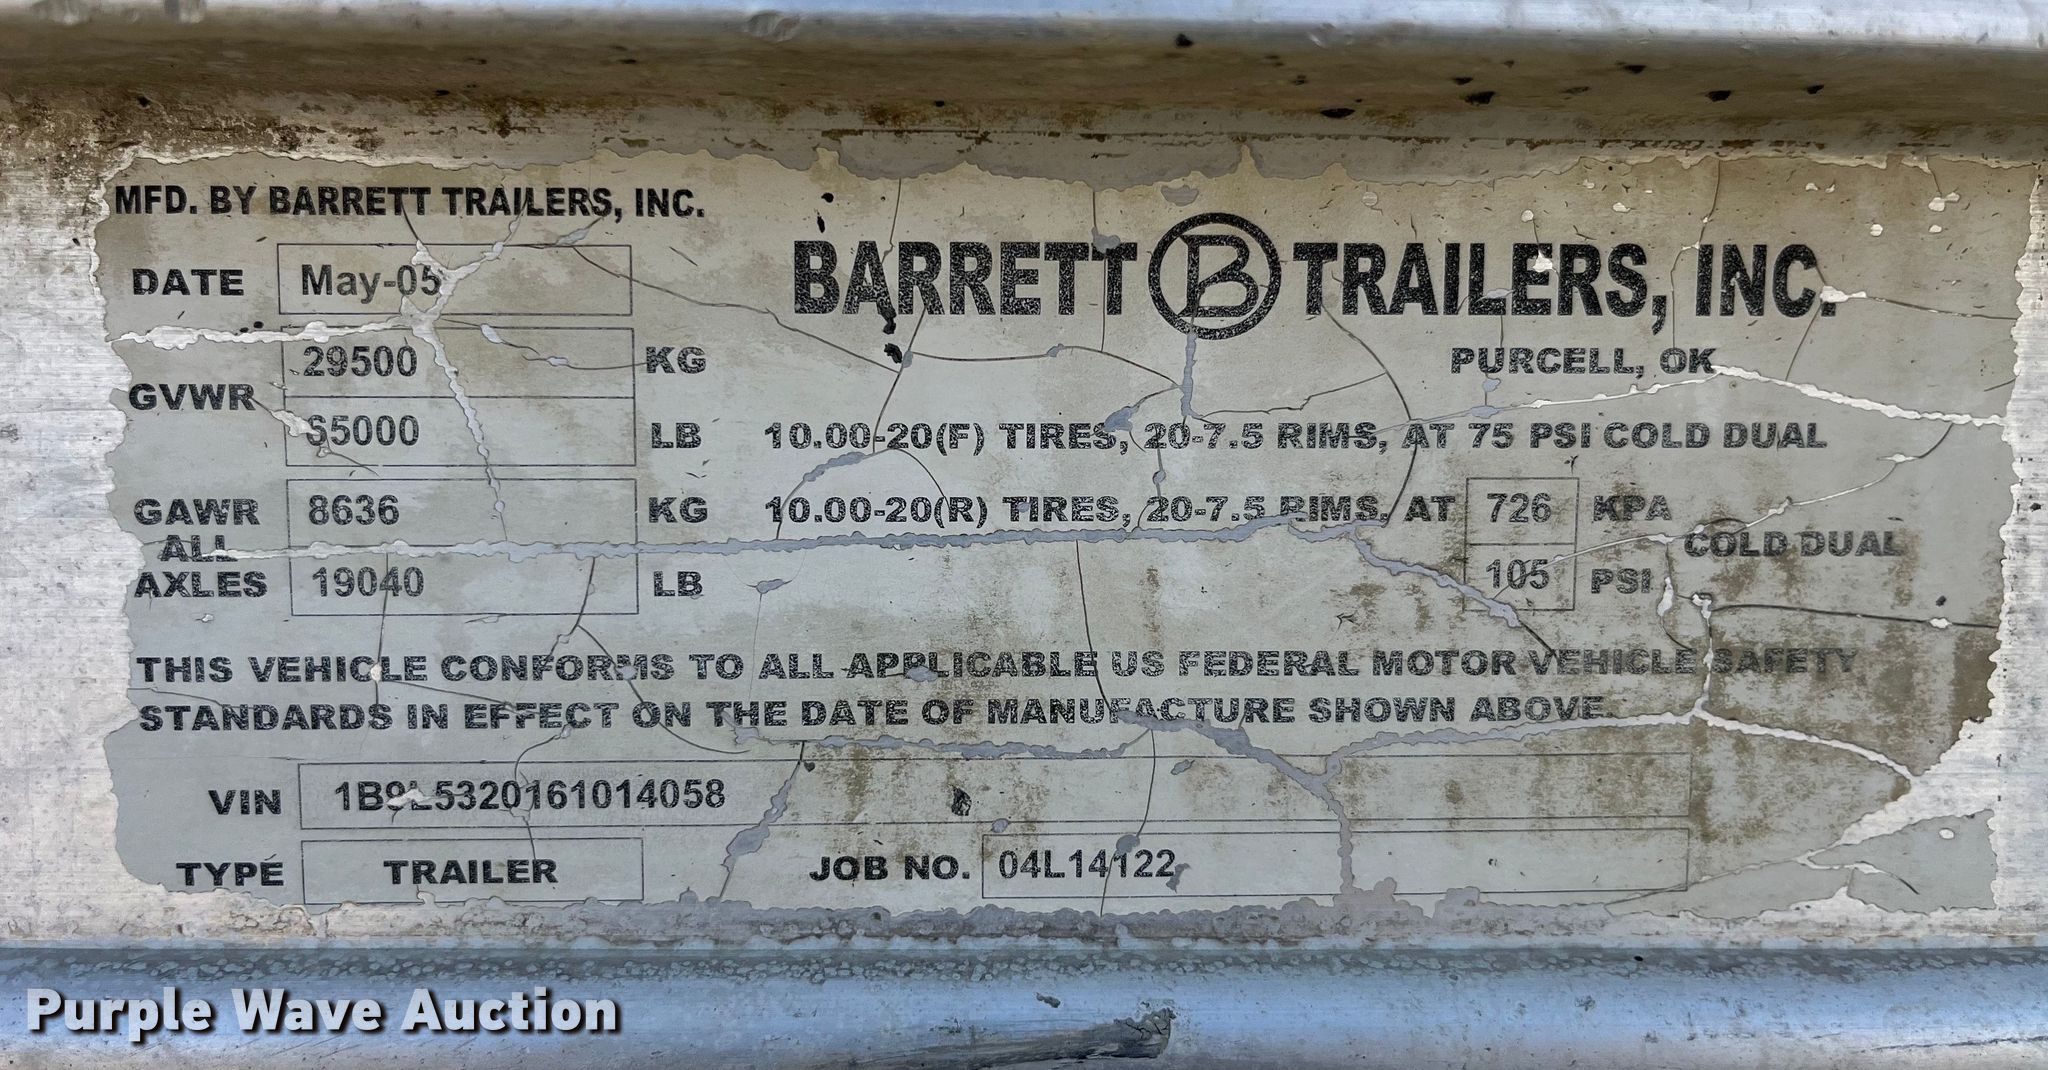 MFD. BY BARRETT TRAILERS, INC.
BARRETT B TRAILERS, INC.
DATE May-05
PURCELL, OK
GVWR 29500 KG
65000 LB
10.00-20(F) TIRES, 20-7.5 RIMS, AT 75 PSI COLD DUAL
GAWR ALL AXLES 8636 KG
19040 LB
10.00-20(R) TIRES, 20-7.5 RIMS, AT 726 KPA
105 PSI
COLD DUAL
THIS VEHICLE CONFORMS TO ALL APPLICABLE US FEDERAL MOTOR VEHICLE SAFETY
STANDARDS IN EFFECT ON THE DATE OF MANUFACTURE SHOWN ABOVE.
VIN 1B9L5320161014058
TYPE TRAILER JOB NO. 04L14122
Purple Wave Auction